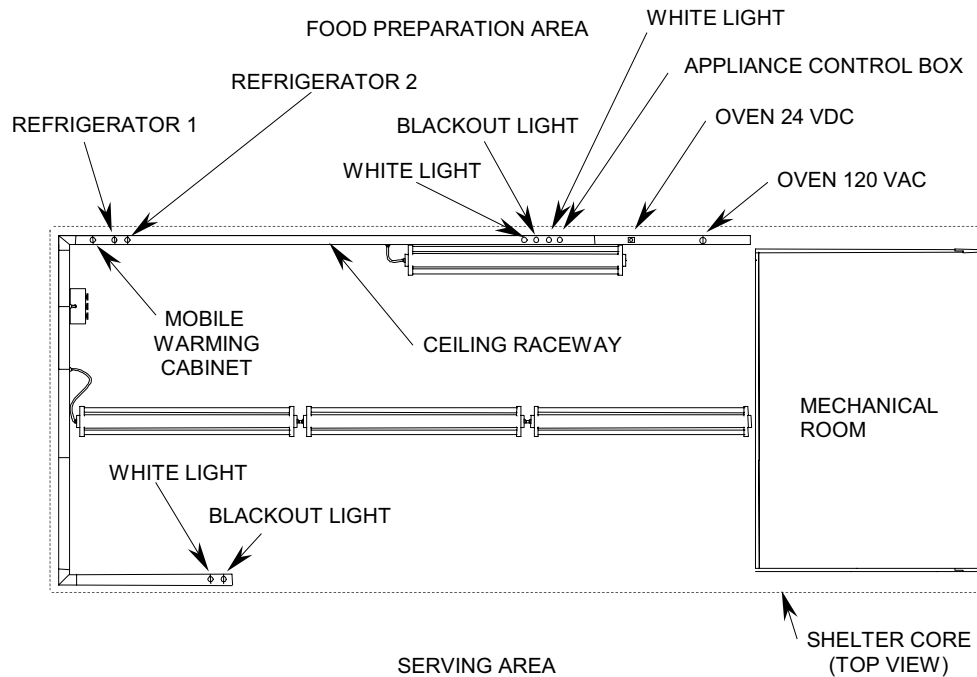 WHITE LIGHT
FOOD PREPARATION AREA
APPLIANCE CONTROL BOX
REFRIGERATOR 2
OVEN 24 VDC
REFRIGERATOR 1
BLACKOUT LIGHT
WHITE LIGHT
OVEN 120 VAC
MOBILE
WARMING
CABINET
CEILING RACEWAY
MECHANICAL
ROOM
WHITE LIGHT
BLACKOUT LIGHT
SHELTER CORE
(TOP VIEW)
SERVING AREA